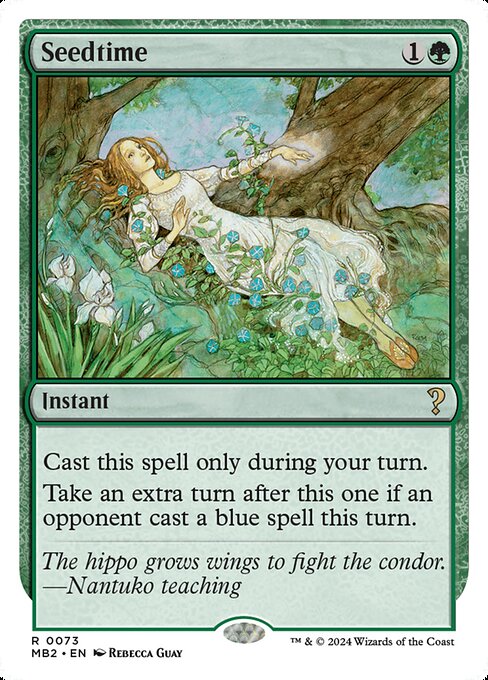 Seedtime 1
Instant
Cast this spell only during your turn.
Take an extra turn after this one if an
opponent cast a blue spell this turn.
The hippo grows wings to fight the condor.
—Nantuko teaching
R 0073
MB2 • EN Rebecca Guay
™ & © 2024 Wizards of the Coast